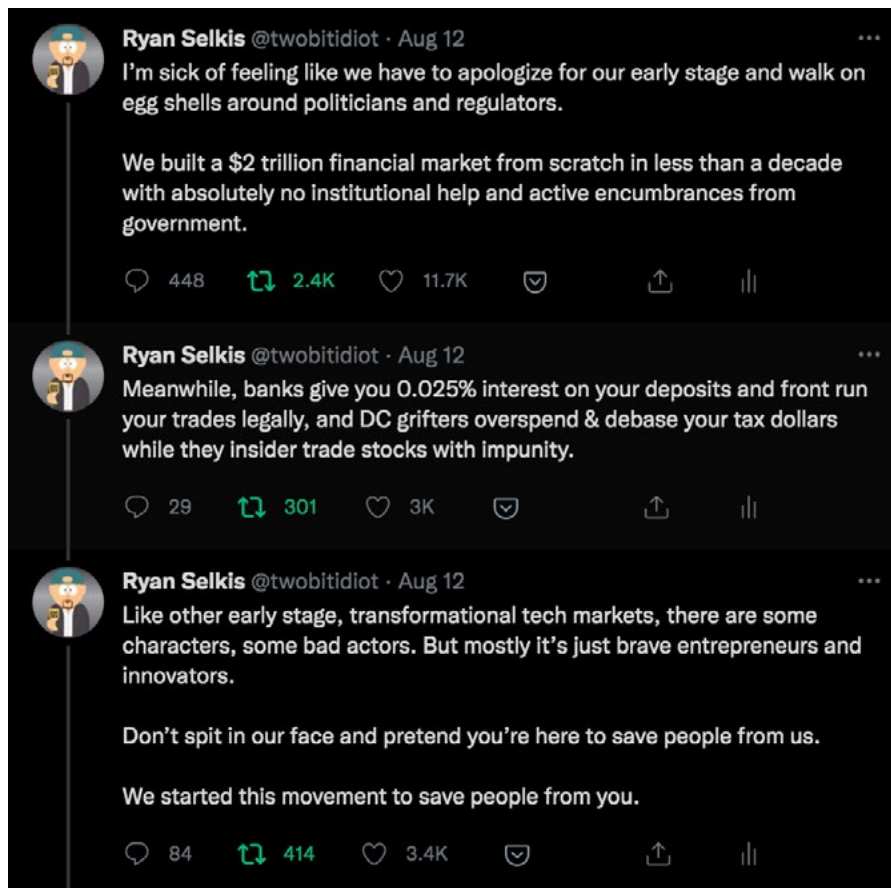 Ryan Selkis @twobitidiot · Aug 12
I'm sick of feeling like we have to apologize for our early stage and walk on
egg shells around politicians and regulators.
We built a $2 trillion financial market from scratch in less than a decade
with absolutely no institutional help and active encumbrances from
government.
448 2.4K 11.7K
Ryan Selkis @twobitidiot · Aug 12
Meanwhile, banks give you 0.025% interest on your deposits and front run
your trades legally, and DC grifters overspend & debase your tax dollars
while they insider trade stocks with impunity.
29 301 3K
Ryan Selkis @twobitidiot · Aug 12
Like other early stage, transformational tech markets, there are some
characters, some bad actors. But mostly it's just brave entrepreneurs and
innovators.
Don't spit in our face and pretend you're here to save people from us.
We started this movement to save people from you.
84 414 3.4K